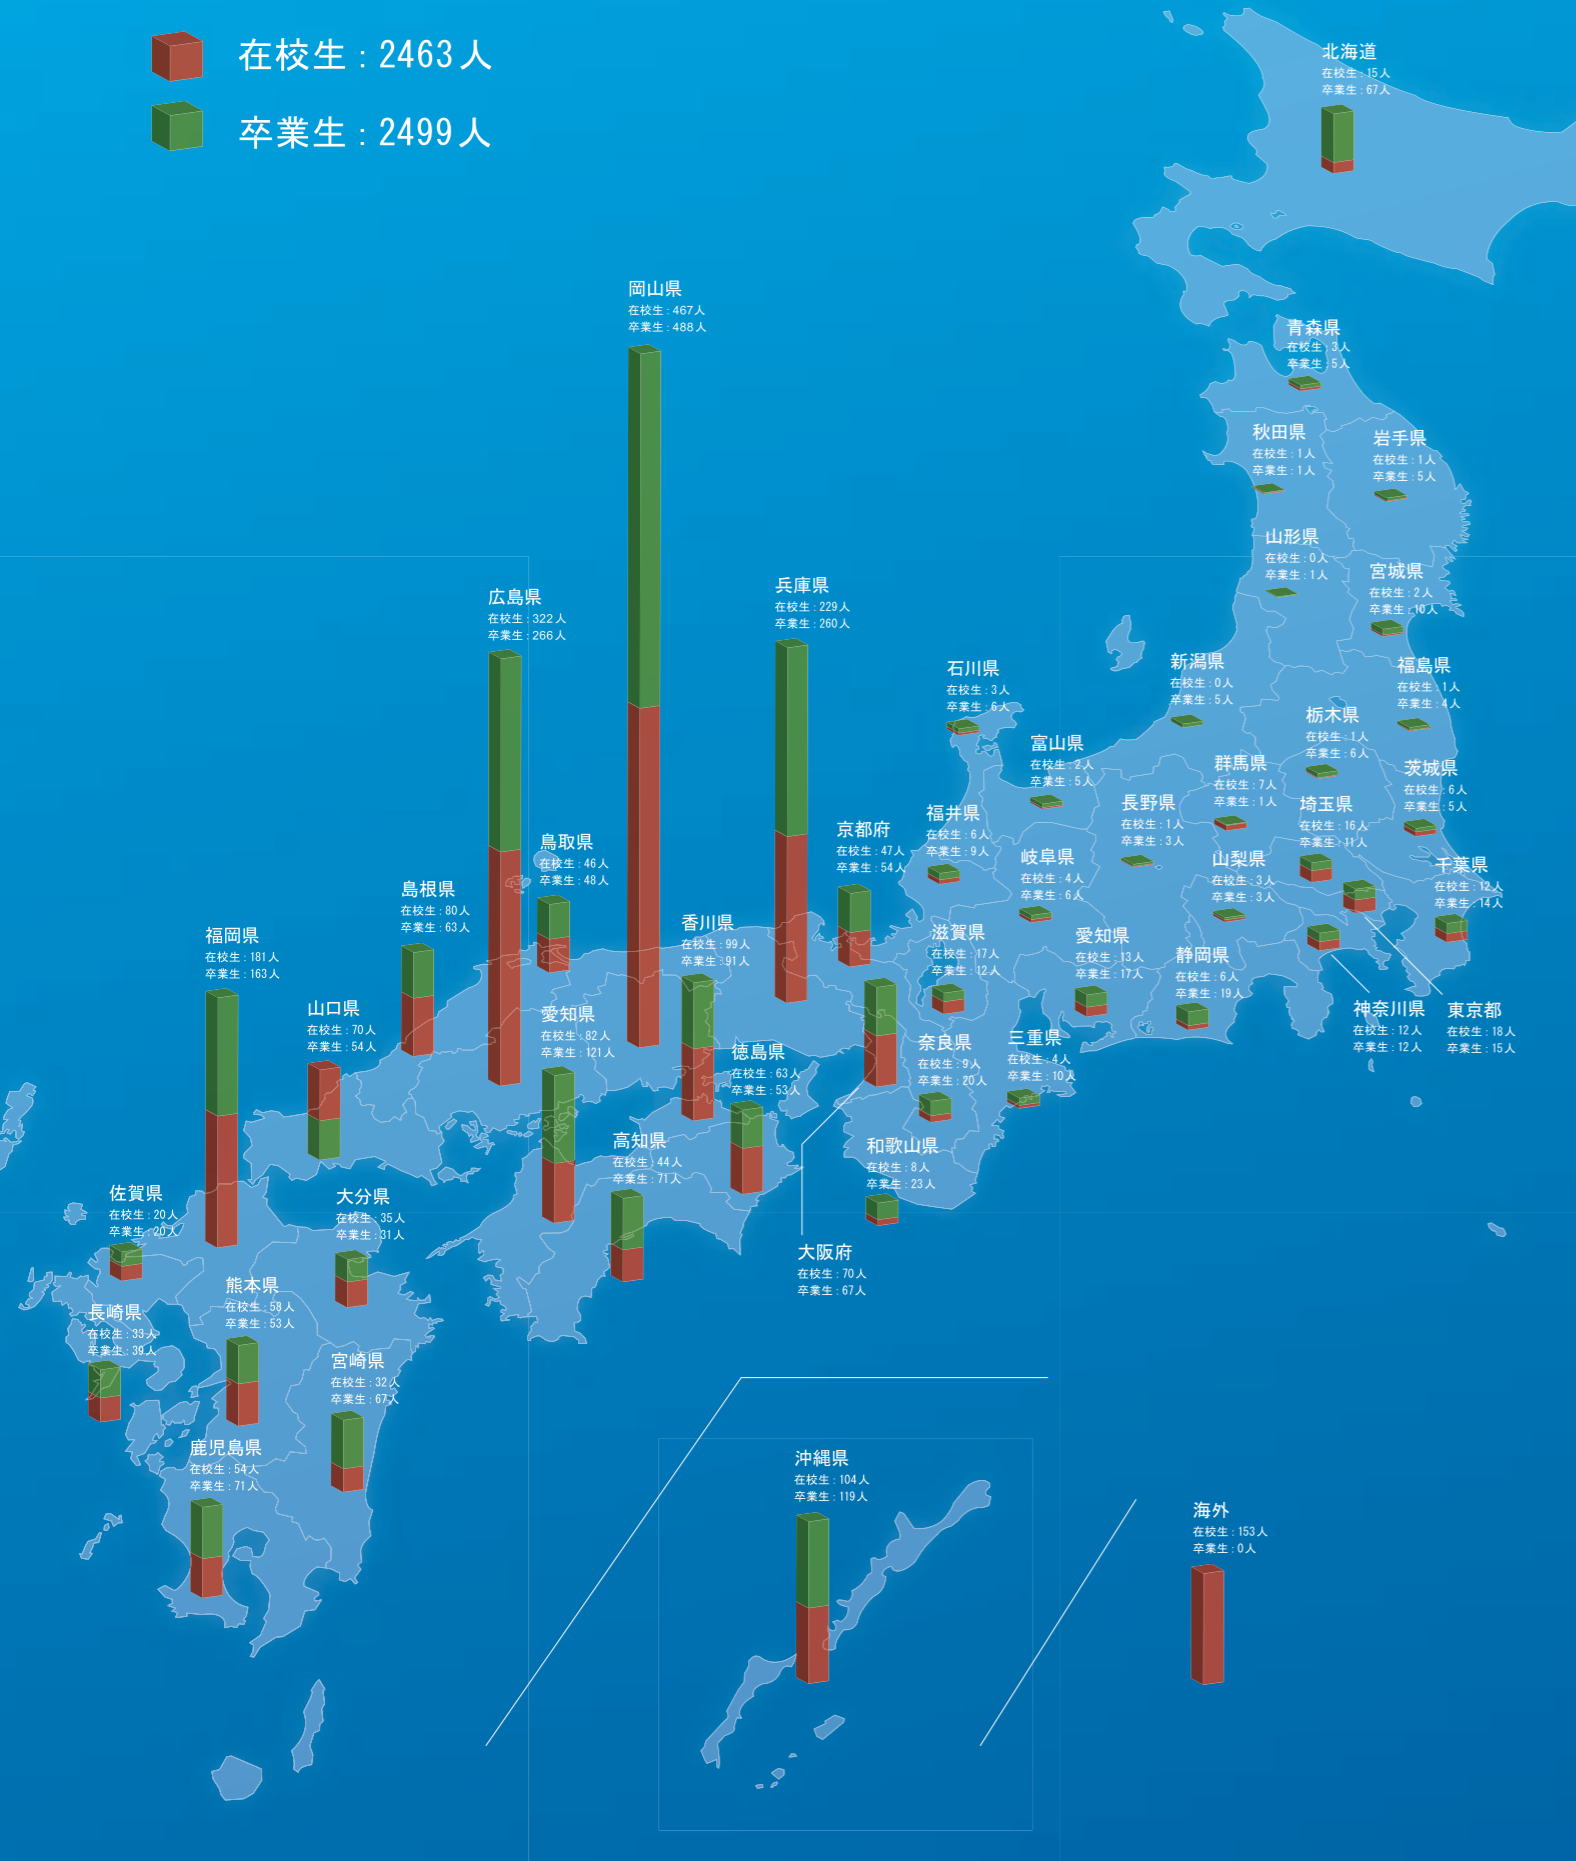 在校生：2463人
卒業生：2499人
北海道
在校生：15人
卒業生：67人
岡山県
在校生：467人
卒業生：488人
青森県
在校生：3人
卒業生：5人
秋田県
在校生：1人
卒業生：1人
岩手県
在校生：1人
卒業生：5人
山形県
在校生：0人
卒業生：1人
宮城県
在校生：2人
卒業生：10人
兵庫県
在校生：229人
卒業生：260人
広島県
在校生：322人
卒業生：266人
石川県
在校生：3人
卒業生：6人
新潟県
在校生：0人
卒業生：5人
福島県
在校生：1人
卒業生：4人
栃木県
在校生：1人
卒業生：6人
富山県
在校生：2人
卒業生：5人
群馬県
在校生：7人
卒業生：1人
茨城県
在校生：6人
卒業生：5人
長野県
在校生：1人
卒業生：3人
埼玉県
在校生：16人
卒業生：11人
福井県
在校生：6人
卒業生：9人
京都府
在校生：47人
卒業生：54人
鳥取県
在校生：46人
卒業生：48人
岐阜県
在校生：4人
卒業生：6人
山梨県
在校生：3人
卒業生：3人
千葉県
在校生：12人
卒業生：14人
島根県
在校生：80人
卒業生：63人
香川県
在校生：99人
卒業生：91人
滋賀県
在校生：17人
卒業生：12人
愛知県
在校生：13人
卒業生：17人
福岡県
在校生：181人
卒業生：163人
静岡県
在校生：6人
卒業生：19人
山口県
在校生：70人
卒業生：54人
愛知県
在校生：82人
卒業生：121人
神奈川県
在校生：12人
卒業生：12人
東京都
在校生：18人
卒業生：15人
徳島県
在校生：63人
卒業生：53人
奈良県
在校生：9人
卒業生：20人
三重県
在校生：4人
卒業生：10人
高知県
在校生：44人
卒業生：71人
和歌山県
在校生：8人
卒業生：23人
佐賀県
在校生：20人
卒業生：20人
大分県
在校生：35人
卒業生：31人
大阪府
在校生：70人
卒業生：67人
熊本県
在校生：58人
卒業生：53人
長崎県
在校生：33人
卒業生：39人
宮崎県
在校生：32人
卒業生：67人
鹿児島県
在校生：54人
卒業生：71人
沖縄県
在校生：104人
卒業生：119人
海外
在校生：153人
卒業生：0人